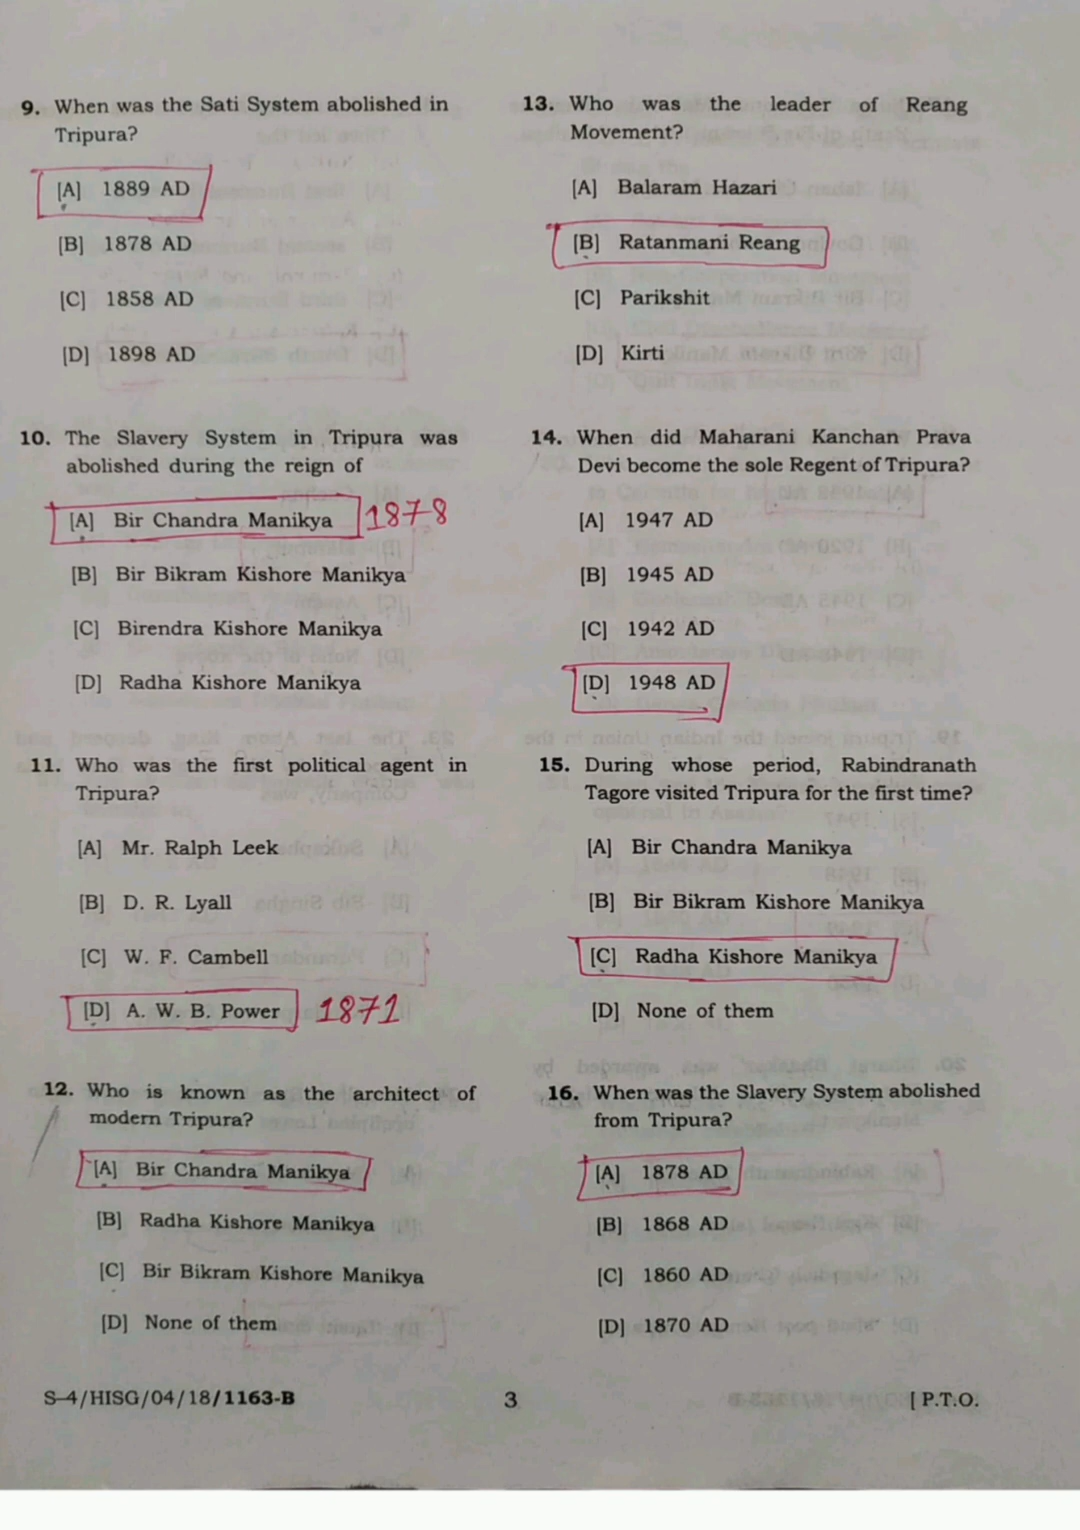 9. When was the Sati System abolished in
Tripura?
[A] 1889 AD
[B] 1878 AD
[C] 1858 AD
[D] 1898 AD
10. The Slavery System in Tripura was
abolished during the reign of
[A] Bir Chandra Manikya 1878
[B] Bir Bikram Kishore Manikya
[C] Birendra Kishore Manikya
[D] Radha Kishore Manikya
11. Who was the first political agent in
Tripura?
[A] Mr. Ralph Leek
[B] D. R. Lyall
[C] W. F. Cambell
[D] A. W. B. Power 1871
12. Who is known as the architect of
modern Tripura?
[A] Bir Chandra Manikya
[B] Radha Kishore Manikya
[C] Bir Bikram Kishore Manikya
[D] None of them
13. Who was the leader of Reang
Movement?
[A] Balaram Hazari
[B] Ratanmani Reang
[C] Parikshit
[D] Kirti
14. When did Maharani Kanchan Prava
Devi become the sole Regent of Tripura?
[A] 1947 AD
[B] 1945 AD
[C] 1942 AD
[D] 1948 AD
15. During whose period, Rabindranath
Tagore visited Tripura for the first time?
[A] Bir Chandra Manikya
[B] Bir Bikram Kishore Manikya
[C] Radha Kishore Manikya
[D] None of them
16. When was the Slavery System abolished
from Tripura?
[A] 1878 AD
[B] 1868 AD
[C] 1860 AD
[D] 1870 AD
S-4/HISG/04/18/1163-B
3
[ P.T.O.